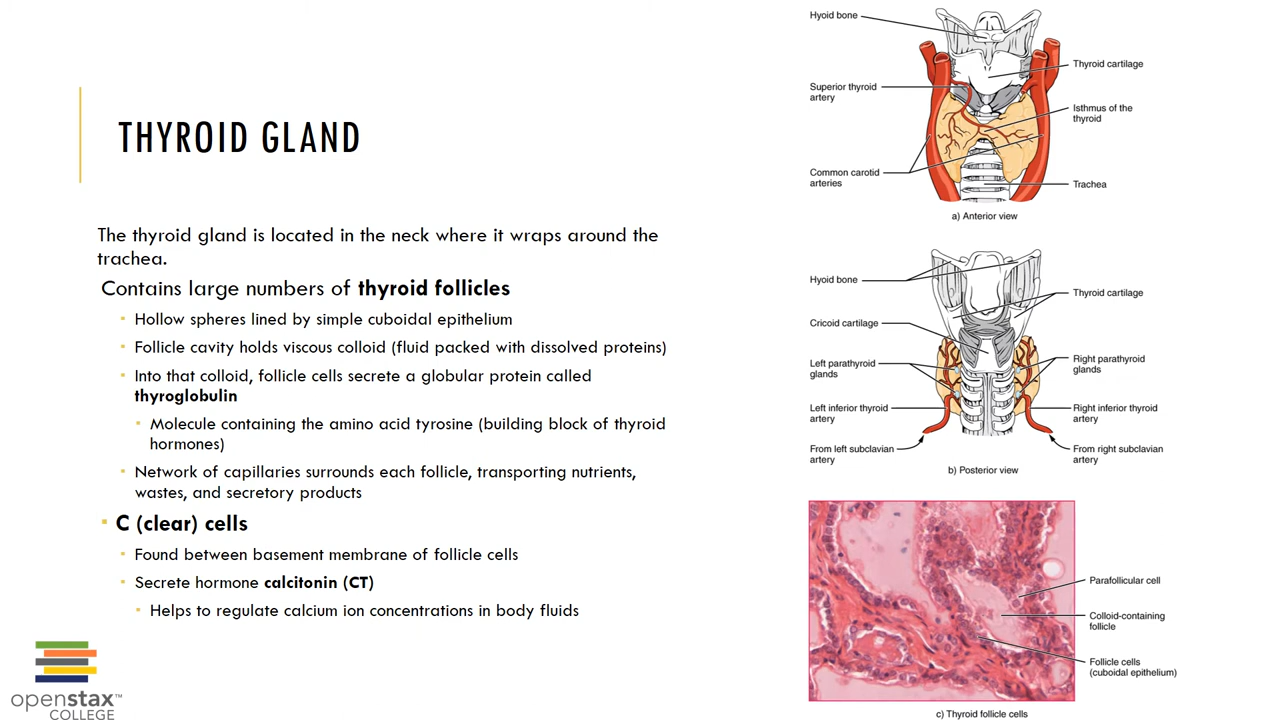 THYROID GLAND
The thyroid gland is located in the neck where it wraps around the
trachea.
Contains large numbers of thyroid follicles
Hollow spheres lined by simple cuboidal epithelium
Follicle cavity holds viscous colloid (fluid packed with dissolved proteins)
Into that colloid, follicle cells secrete a globular protein called
thyroglobulin
Molecule containing the amino acid tyrosine (building block of thyroid
hormones)
Network of capillaries surrounds each follicle, transporting nutrients,
wastes, and secretory products
C (clear) cells
Found between basement membrane of follicle cells
Secrete hormone calcitonin (CT)
Helps to regulate calcium ion concentrations in body fluids
openstax™
COLLEGE
Hyoid bone
Thyroid cartilage
Superior thyroid
artery
Isthmus of the
thyroid
Common carotid
arteries
Trachea
a) Anterior view
Hyoid bone
Thyroid cartilage
Cricoid cartilage
Left parathyroid
glands
Right parathyroid
glands
Left inferior thyroid
artery
Right inferior thyroid
artery
From left subclavian
artery
From right subclavian
artery
b) Posterior view
Parafollicular cell
Colloid-containing
follicle
Follicle cells
(cuboidal epithelium)
c) Thyroid follicle cells